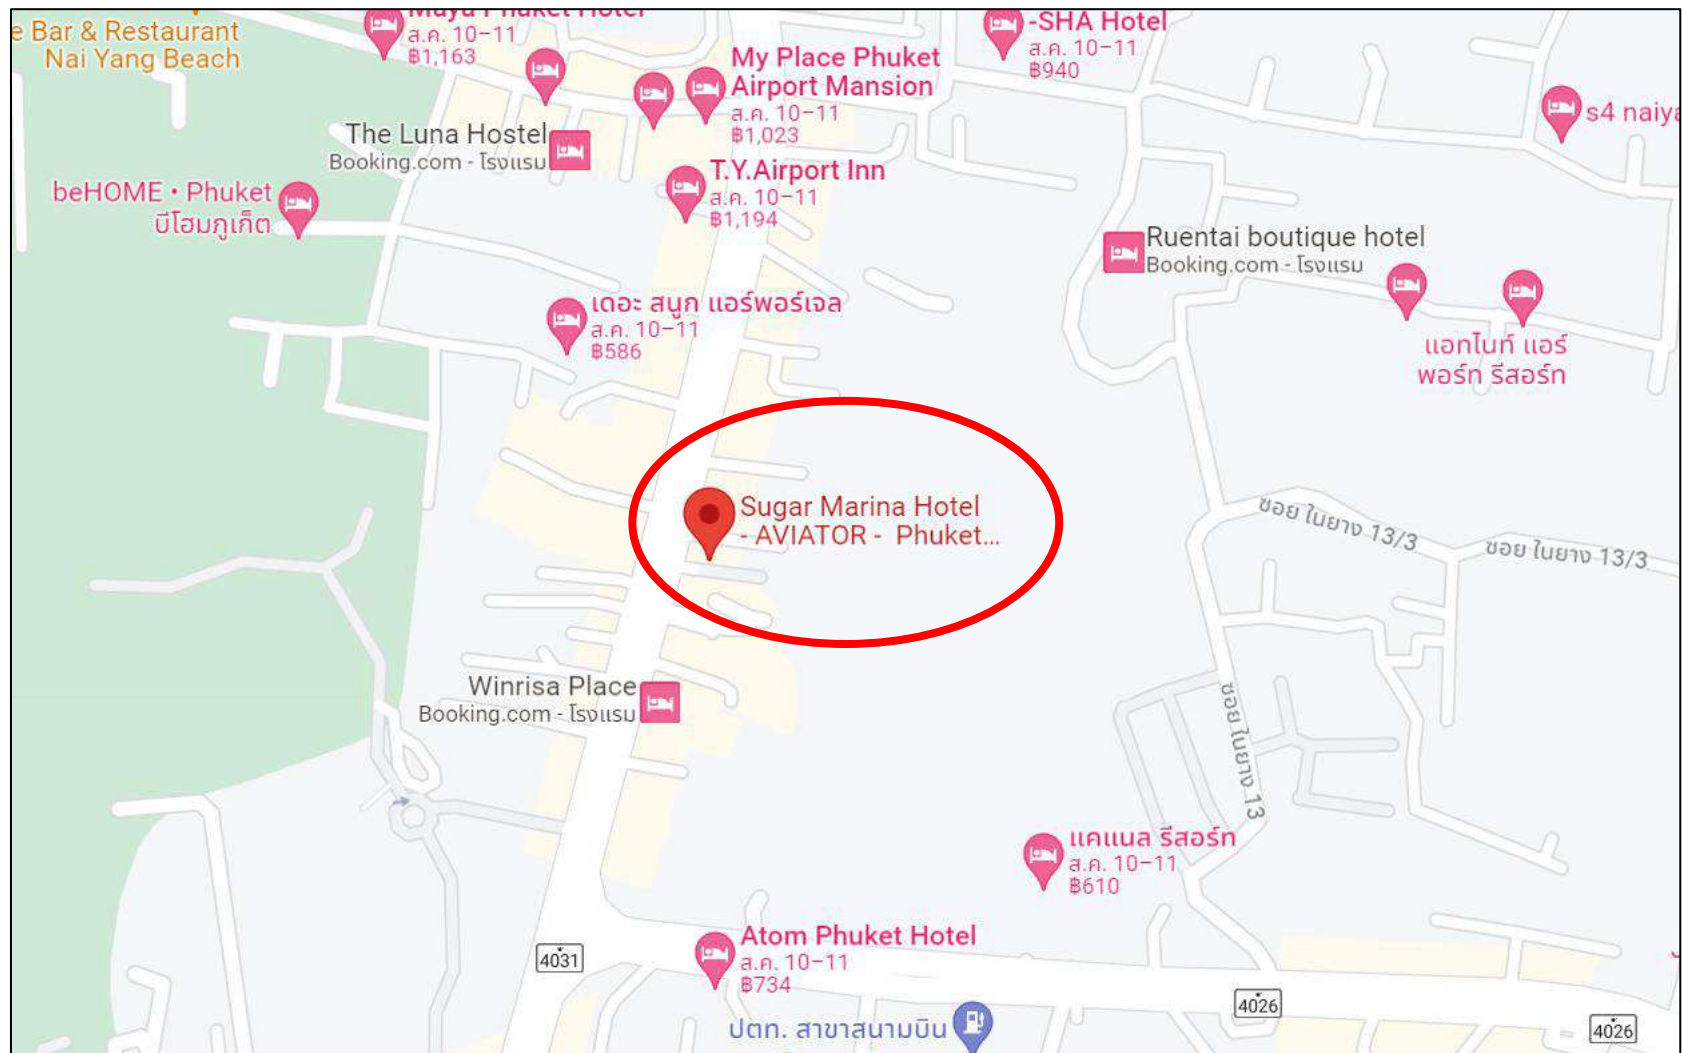 e Bar & Restaurant
Nai Yang Beach
Maya Phuket Hotel
ส.ค. 10–11
฿1,163
-SHA Hotel
ส.ค. 10–11
฿940
My Place Phuket
Airport Mansion
ส.ค. 10–11
฿1,023
s4 naiya
The Luna Hostel
Booking.com - โรงแรม
T.Y.Airport Inn
ส.ค. 10–11
฿1,194
beHOME • Phuket
บีโฮมภูเก็ต
Ruentai boutique hotel
Booking.com - โรงแรม
เดอะ สนูก แอร์พอร์เจล
ส.ค. 10–11
฿586
แอทไนท์ แอร์
พอร์ท รีสอร์ท
Sugar Marina Hotel
- AVIATOR - Phuket...
ซอย ในยาง 13/3
ซอย ในยาง 13/3
Winrisa Place
Booking.com - โรงแรม
ซอย ในยาง 13
แคแนล รีสอร์ท
ส.ค. 10–11
฿610
Atom Phuket Hotel
ส.ค. 10–11
฿734
4031
4026
4026
ปตท. สาขาสนามบิน